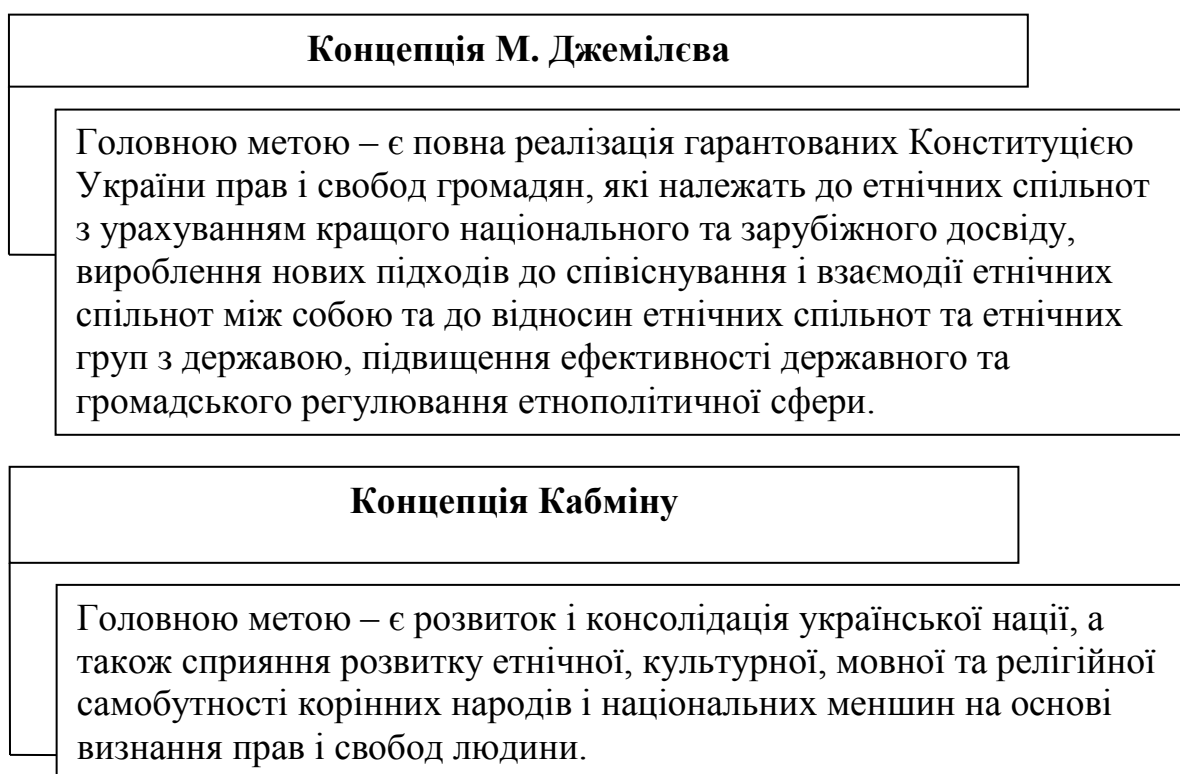 Концепція М. Джемілєва
Головною метою – є повна реалізація гарантованих Конституцією
України прав і свобод громадян, які належать до етнічних спільнот
з урахуванням кращого національного та зарубіжного досвіду,
вироблення нових підходів до співіснування і взаємодії етнічних
спільнот між собою та до відносин етнічних спільнот та етнічних
груп з державою, підвищення ефективності державного та
громадського регулювання етнополітичної сфери.
Концепція Кабміну
Головною метою – є розвиток і консолідація української нації, а
також сприяння розвитку етнічної, культурної, мовної та релігійної
самобутності корінних народів і національних меншин на основі
визнання прав і свобод людини.